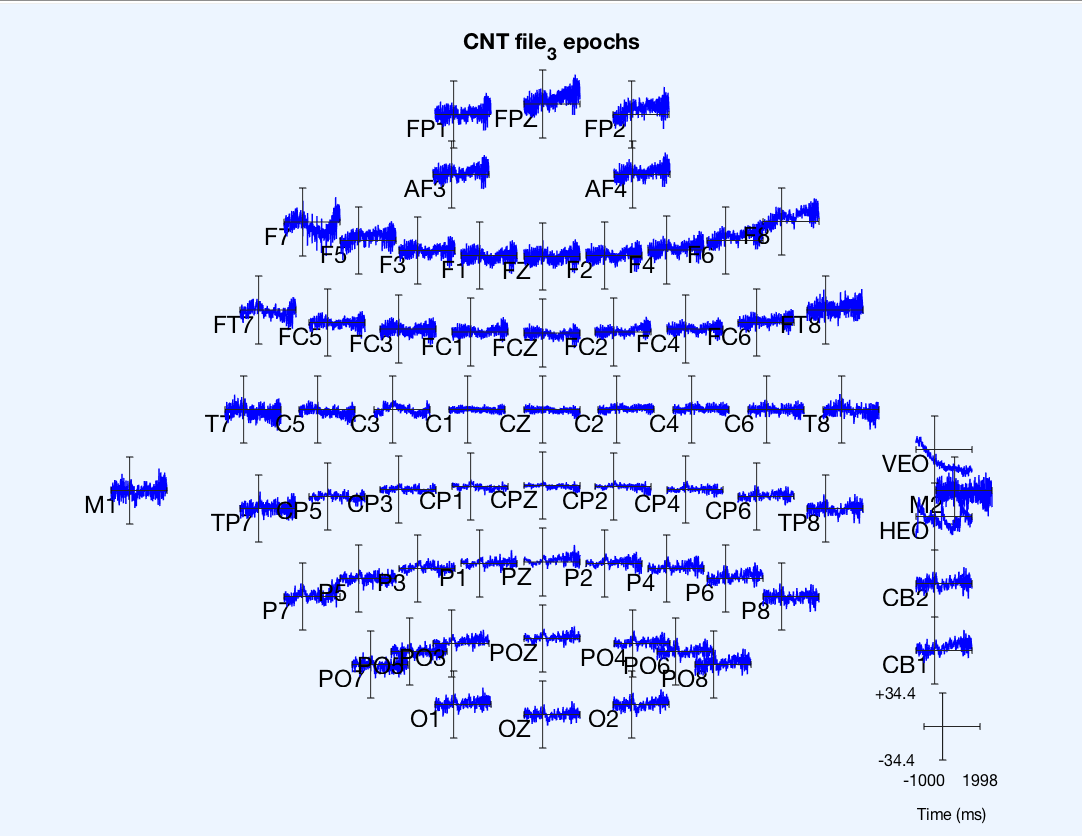 CNT file3 epochs
FP1 FPZ FP2
AF3 AF4
F7 F5 F3 F1 FZ F2 F4 F6 F8
FT7 FC5 FC3 FC1 FCZ FC2 FC4 FC6 FT8
T7 C5 C3 C1 CZ C2 C4 C6 T8
VEO
M1 TP7 CP5 CP3 CP1 CPZ CP2 CP4 CP6 TP8 M2
HEO
P7 P5 P3 P1 PZ P2 P4 P6 P8 CB2
PO7 PO5 PO3 POZ PO4 PO6 PO8 CB1
O1 OZ O2
+34.4
-34.4
-1000 1998
Time (ms)